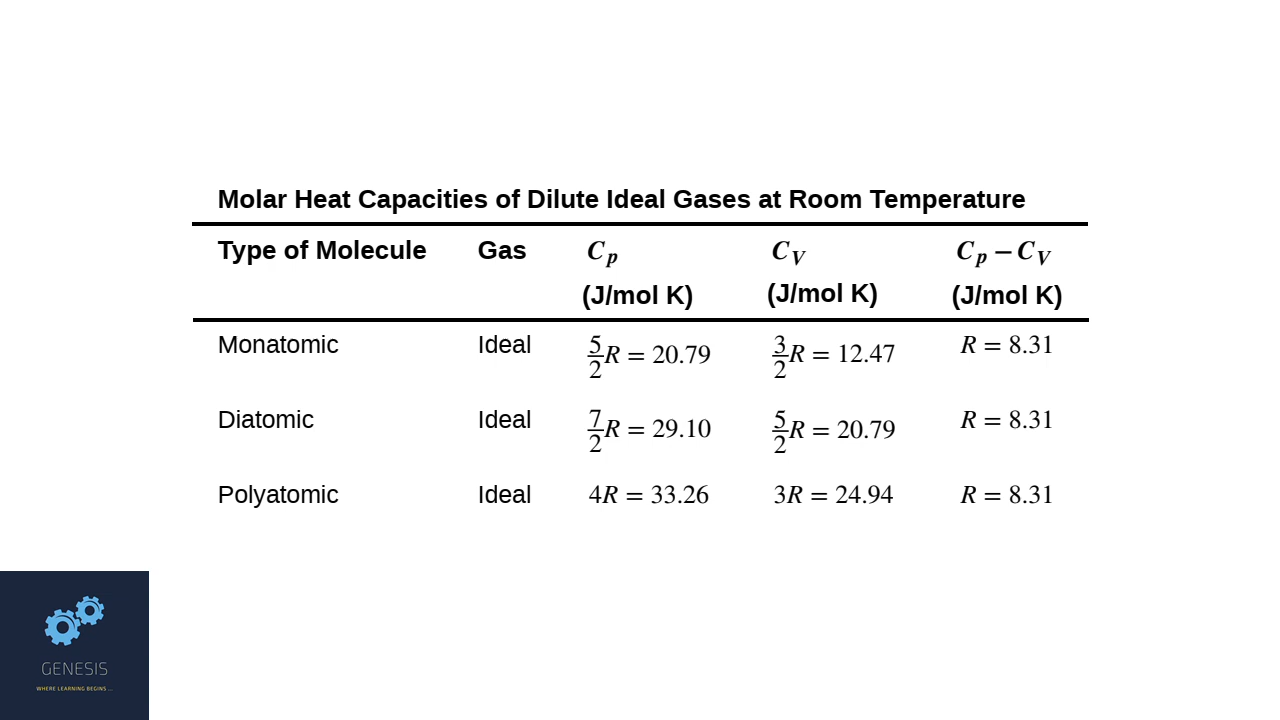 Molar Heat Capacities of Dilute Ideal Gases at Room Temperature
Type of Molecule Gas C_p C_V C_p − C_V
(J/mol K) (J/mol K) (J/mol K)
Monatomic Ideal 5/2 R = 20.79 3/2 R = 12.47 R = 8.31
Diatomic Ideal 7/2 R = 29.10 5/2 R = 20.79 R = 8.31
Polyatomic Ideal 4R = 33.26 3R = 24.94 R = 8.31
GENESIS
WHERE LEARNING BEGINS ...